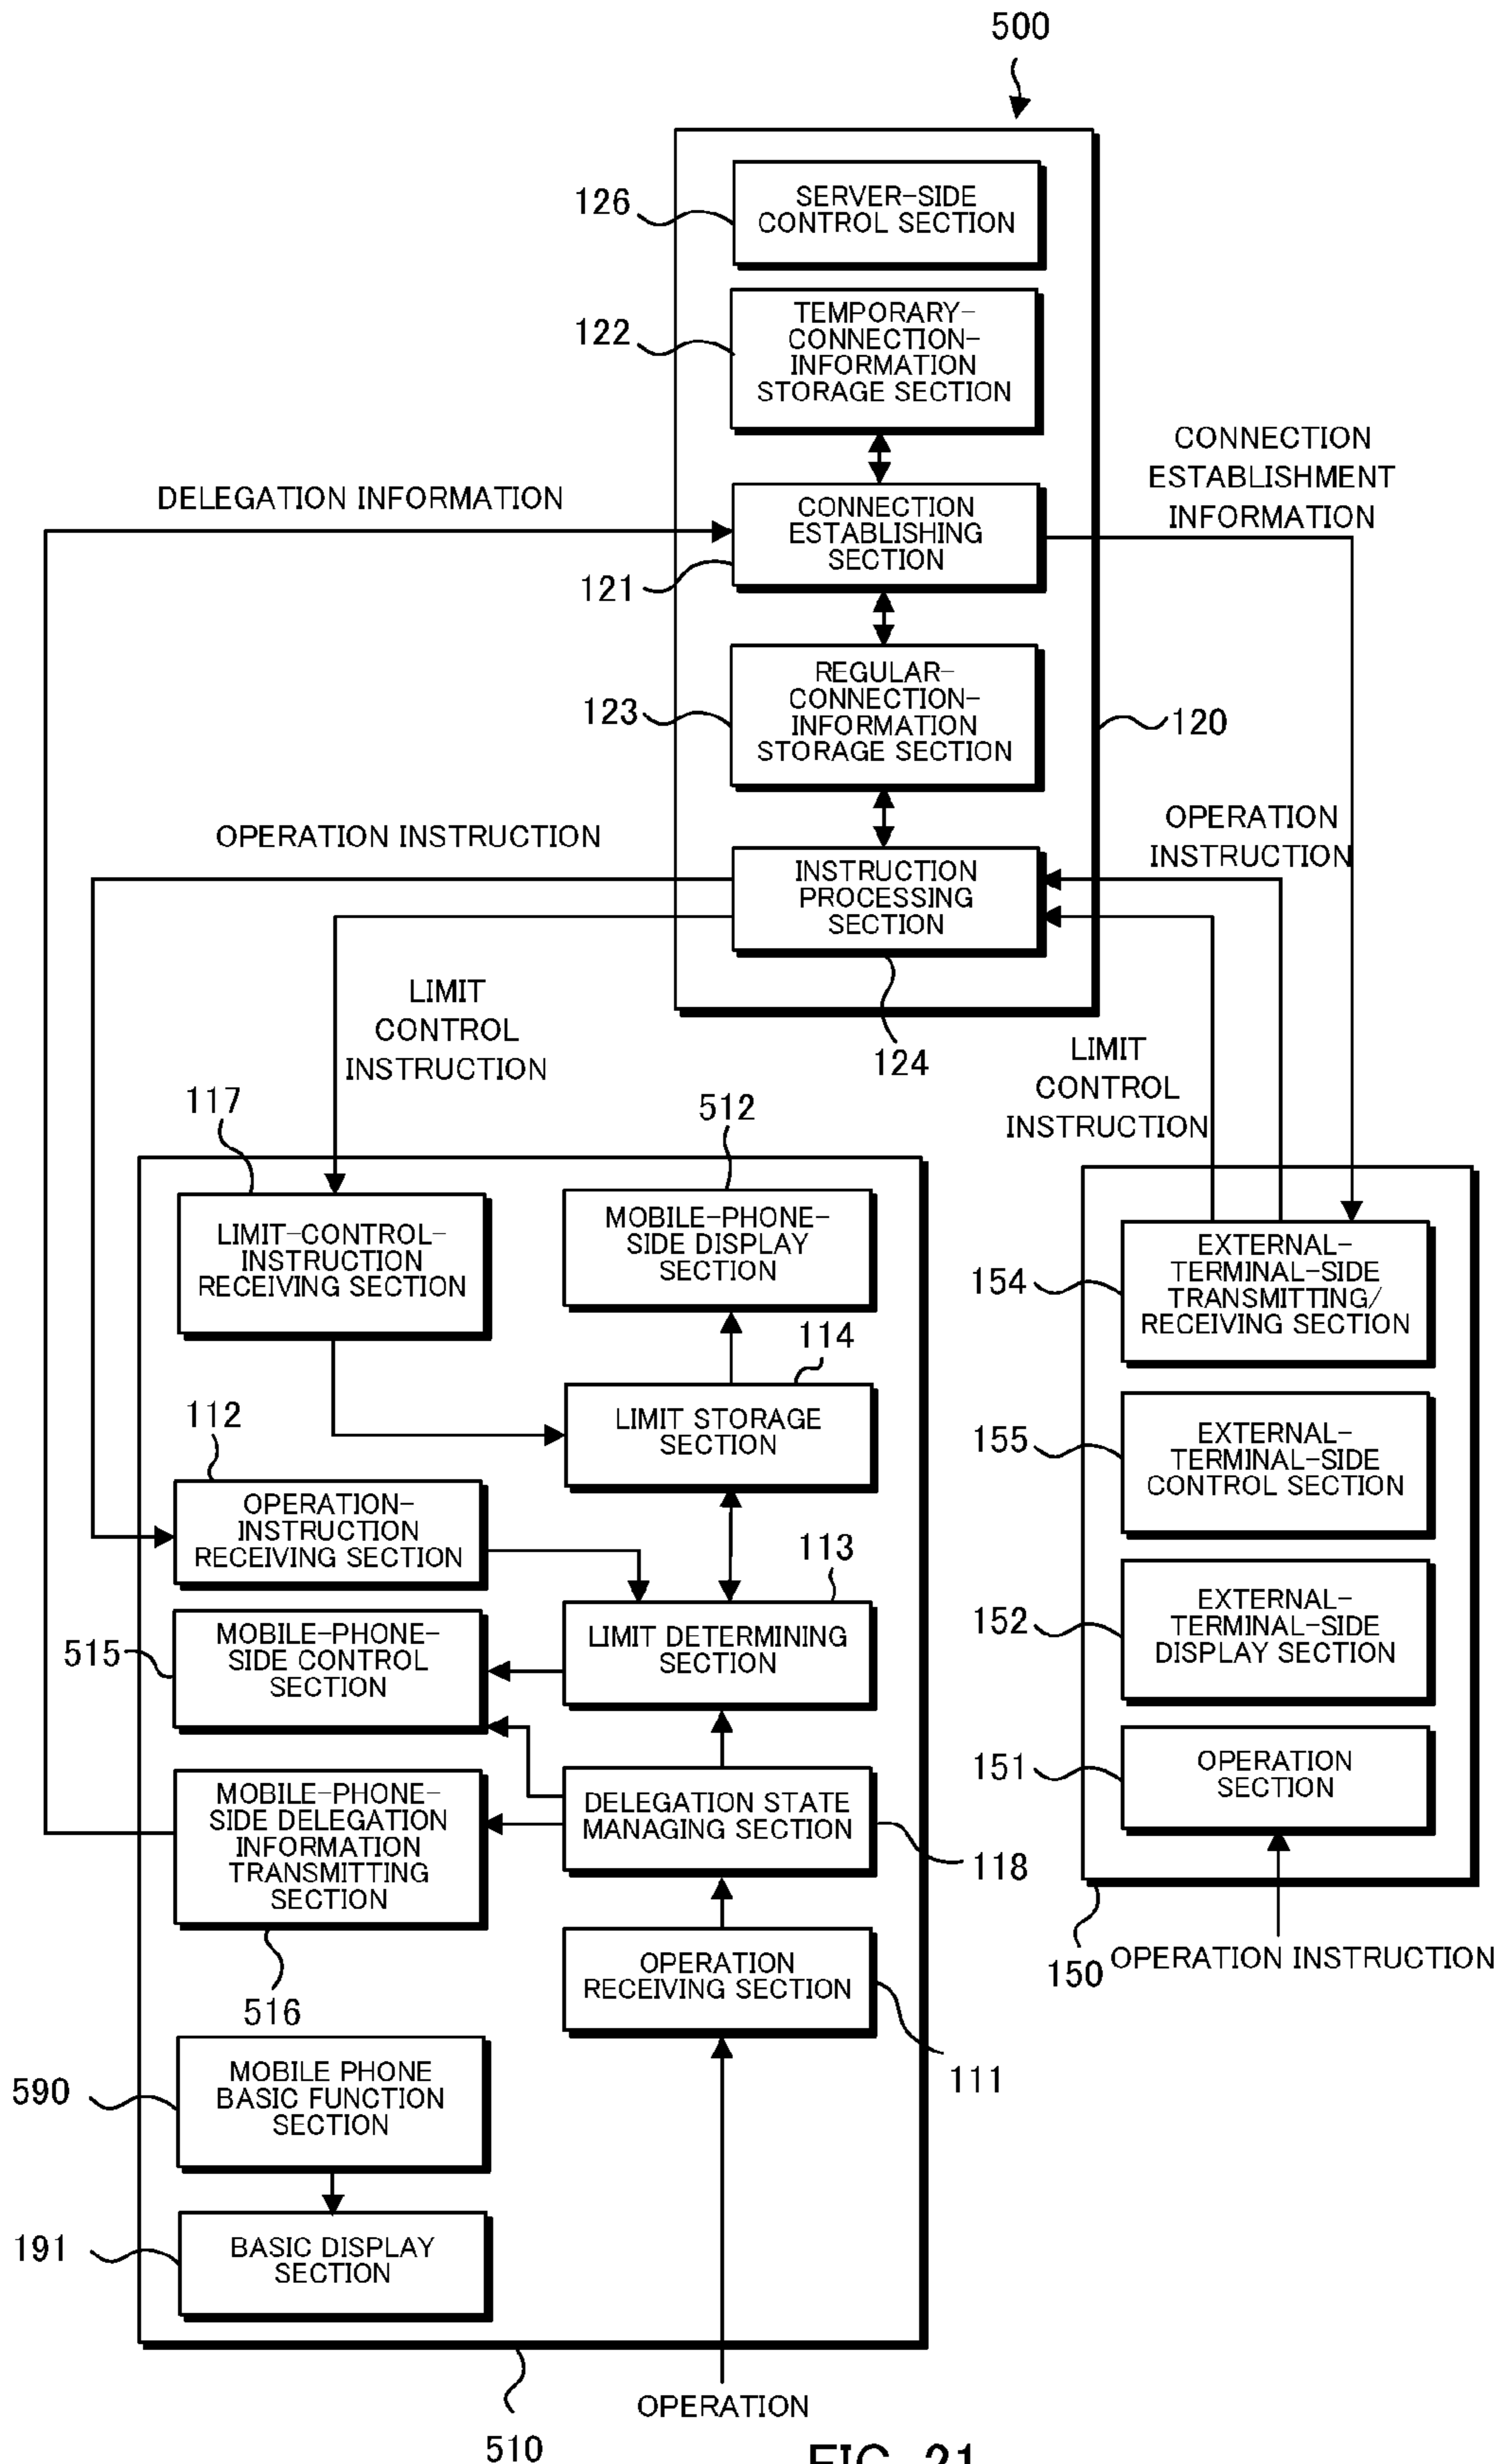 500
126
SERVER-SIDE
CONTROL SECTION
122
TEMPORARY-
CONNECTION-
INFORMATION
STORAGE SECTION
CONNECTION
ESTABLISHMENT
INFORMATION
DELEGATION INFORMATION
CONNECTION
ESTABLISHING
SECTION
121
123
REGULAR-
CONNECTION-
INFORMATION
STORAGE SECTION
120
OPERATION INSTRUCTION
OPERATION
INSTRUCTION
INSTRUCTION
PROCESSING
SECTION
124
LIMIT
CONTROL
INSTRUCTION
LIMIT
CONTROL
INSTRUCTION
117
512
LIMIT-CONTROL-
INSTRUCTION
RECEIVING SECTION
MOBILE-PHONE-
SIDE DISPLAY
SECTION
114
LIMIT STORAGE
SECTION
112
OPERATION-
INSTRUCTION
RECEIVING SECTION
113
515
MOBILE-PHONE-
SIDE CONTROL
SECTION
LIMIT DETERMINING
SECTION
MOBILE-PHONE-
SIDE DELEGATION
INFORMATION
TRANSMITTING
SECTION
516
DELEGATION STATE
MANAGING SECTION
118
OPERATION
RECEIVING SECTION
111
590
MOBILE PHONE
BASIC FUNCTION
SECTION
191
BASIC DISPLAY
SECTION
510
OPERATION
154
EXTERNAL-
TERMINAL-SIDE
TRANSMITTING/
RECEIVING SECTION
155
EXTERNAL-
TERMINAL-SIDE
CONTROL SECTION
152
EXTERNAL-
TERMINAL-SIDE
DISPLAY SECTION
151
OPERATION
SECTION
150
OPERATION INSTRUCTION
FIG. 21